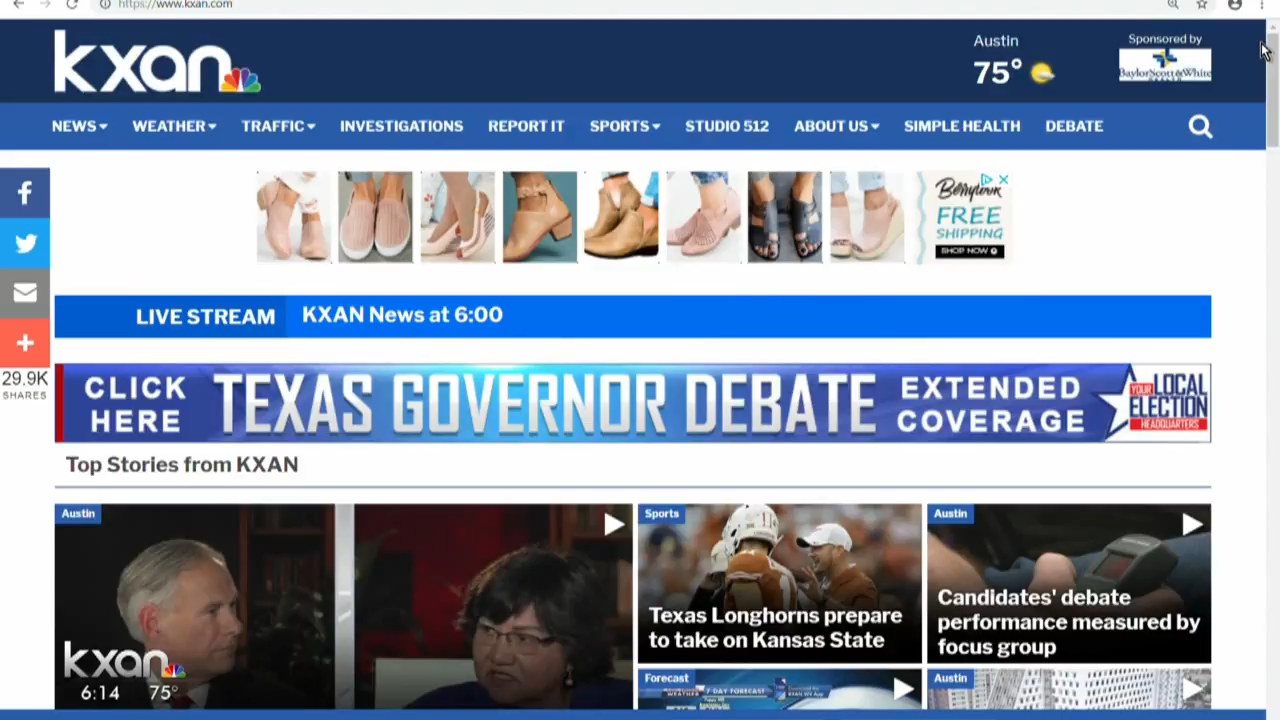 https://www.kxan.com
kxan
Austin
75°
Sponsored by
BaylorScott&White
NEWS
WEATHER
TRAFFIC
INVESTIGATIONS
REPORT IT
SPORTS
STUDIO 512
ABOUT US
SIMPLE HEALTH
DEBATE
Berrylook
FREE
SHIPPING
SHOP NOW
LIVE STREAM
KXAN News at 6:00
CLICK
HERE
TEXAS GOVERNOR DEBATE
EXTENDED
COVERAGE
YOUR LOCAL
ELECTION
HEADQUARTERS
29.9K
SHARES
Top Stories from KXAN
Austin
Sports
Texas Longhorns prepare
to take on Kansas State
Austin
Candidates' debate
performance measured by
focus group
Forecast
7 DAY FORECAST
Austin
kxan
6:14 75°